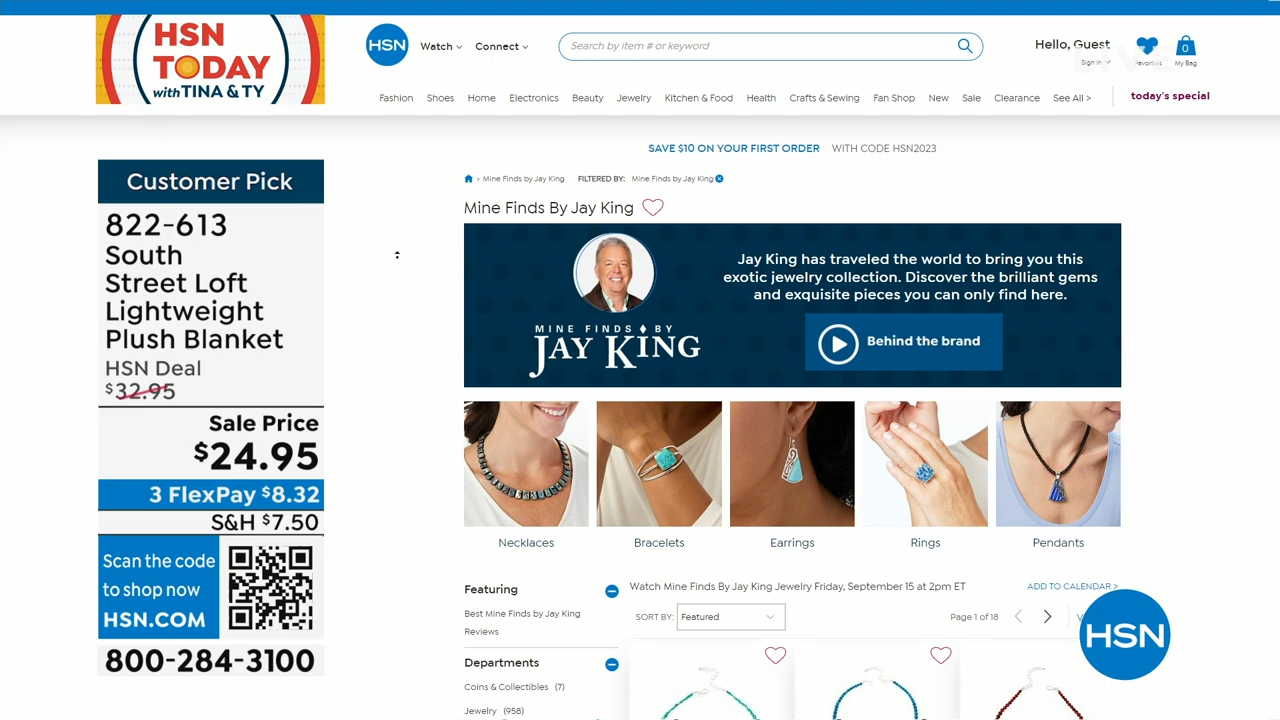 HSN
TODAY
with TINA & TY
HSN
Watch
Connect
Search by item # or keyword
Hello, Guest
Sign In
Favorites
0
My Bag
Fashion
Shoes
Home
Electronics
Beauty
Jewelry
Kitchen & Food
Health
Crafts & Sewing
Fan Shop
New
Sale
Clearance
See All >
today's special
Customer Pick
822-613
South
Street Loft
Lightweight
Plush Blanket
HSN Deal
$32.95
Sale Price
$24.95
3 FlexPay $8.32
S&H $7.50
Scan the code
to shop now
HSN.COM
800-284-3100
SAVE $10 ON YOUR FIRST ORDER WITH CODE HSN2023
> Mine Finds by Jay King FILTERED BY: Mine Finds by Jay King
Mine Finds By Jay King
MINE FINDS BY
JAY KING
Jay King has traveled the world to bring you this
exotic jewelry collection. Discover the brilliant gems
and exquisite pieces you can only find here.
Behind the brand
Necklaces
Bracelets
Earrings
Rings
Pendants
Featuring
Best Mine Finds by Jay King
Reviews
Departments
Coins & Collectibles (7)
Jewelry (958)
Watch Mine Finds By Jay King Jewelry Friday, September 15 at 2pm ET
ADD TO CALENDAR >
SORT BY: Featured
Page 1 of 18
HSN